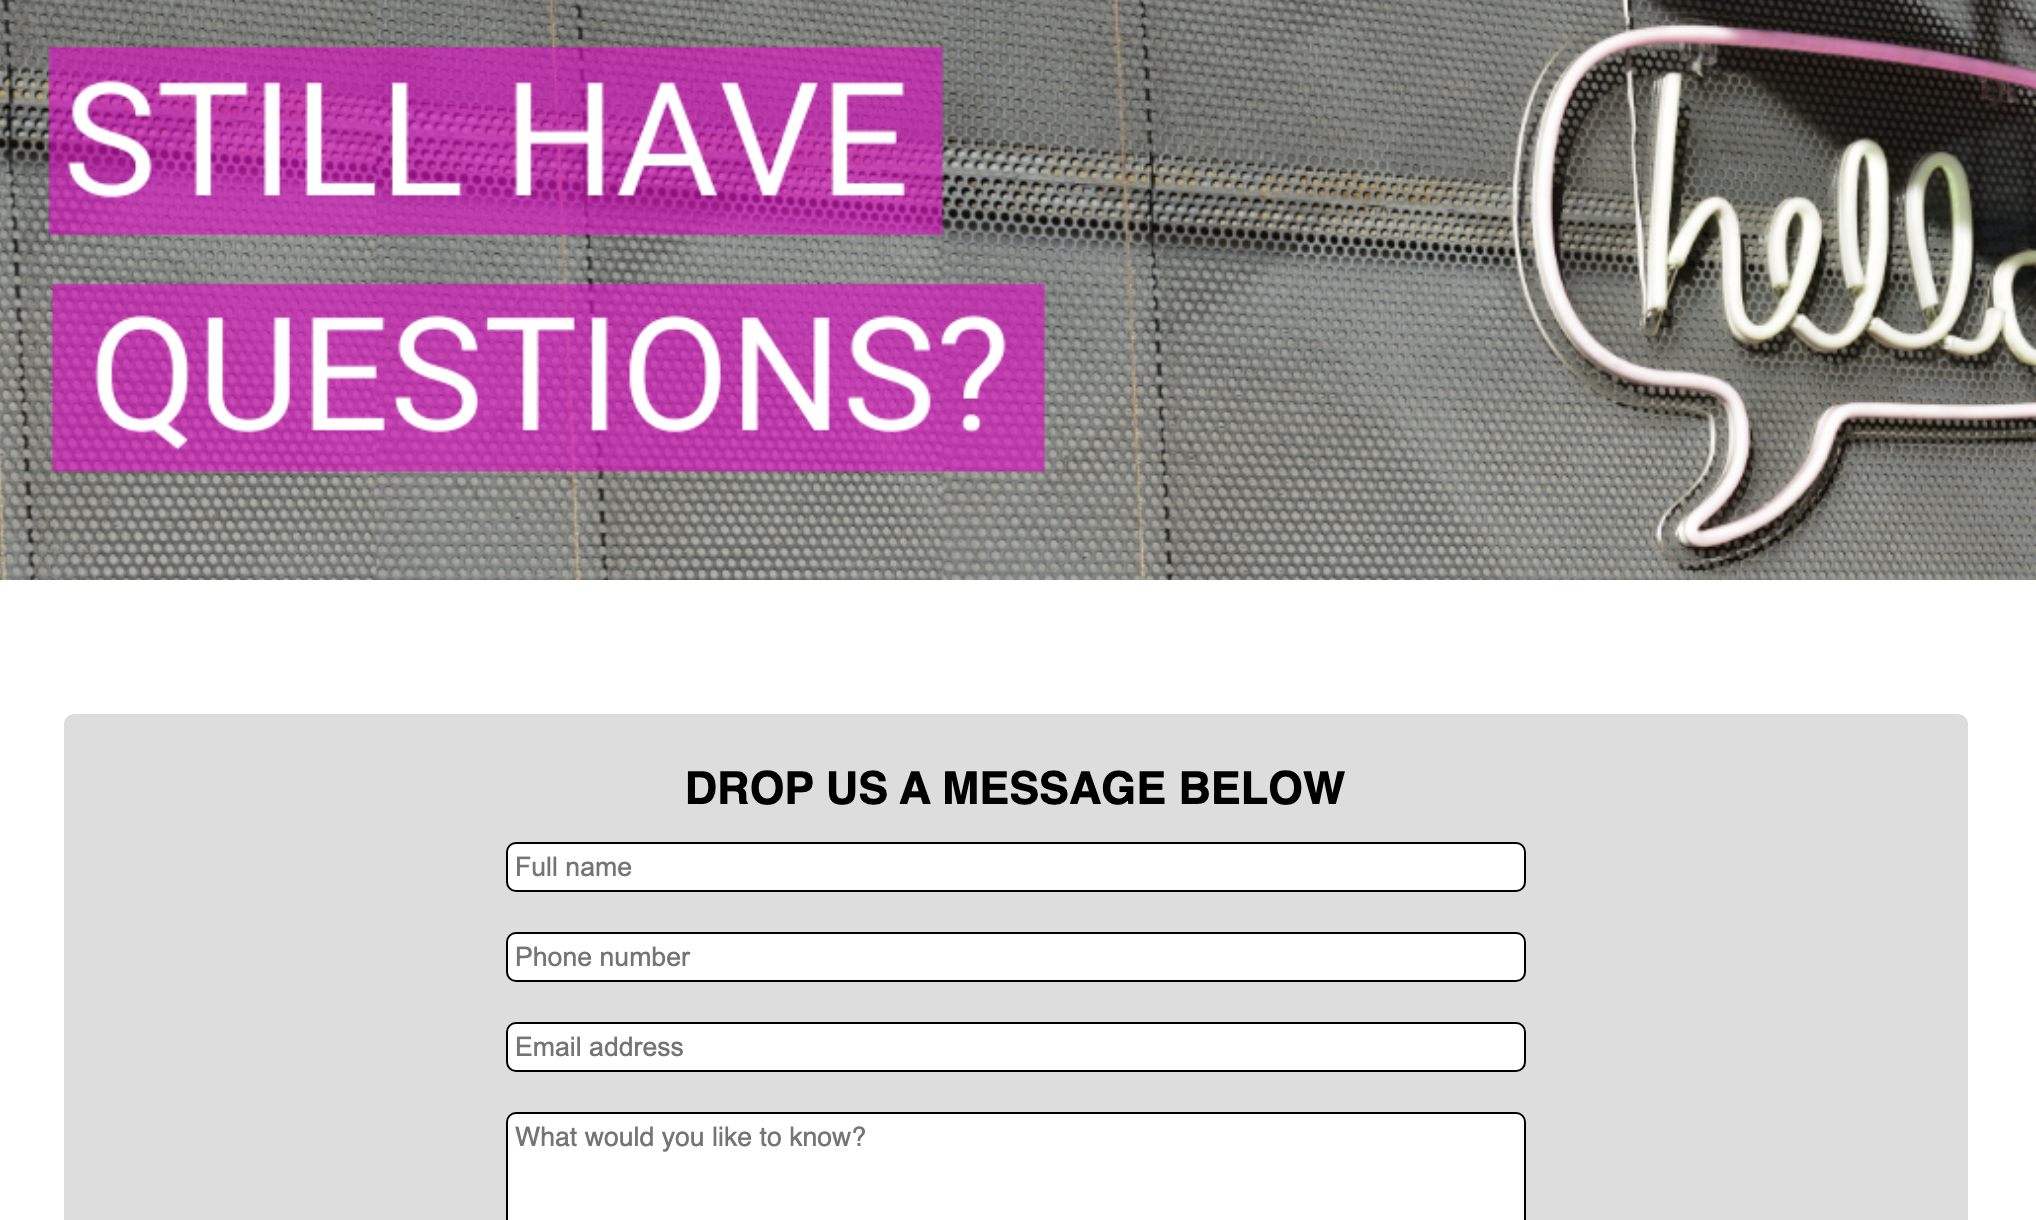 STILL HAVE
QUESTIONS?
hello
DROP US A MESSAGE BELOW
Full name
Phone number
Email address
What would you like to know?